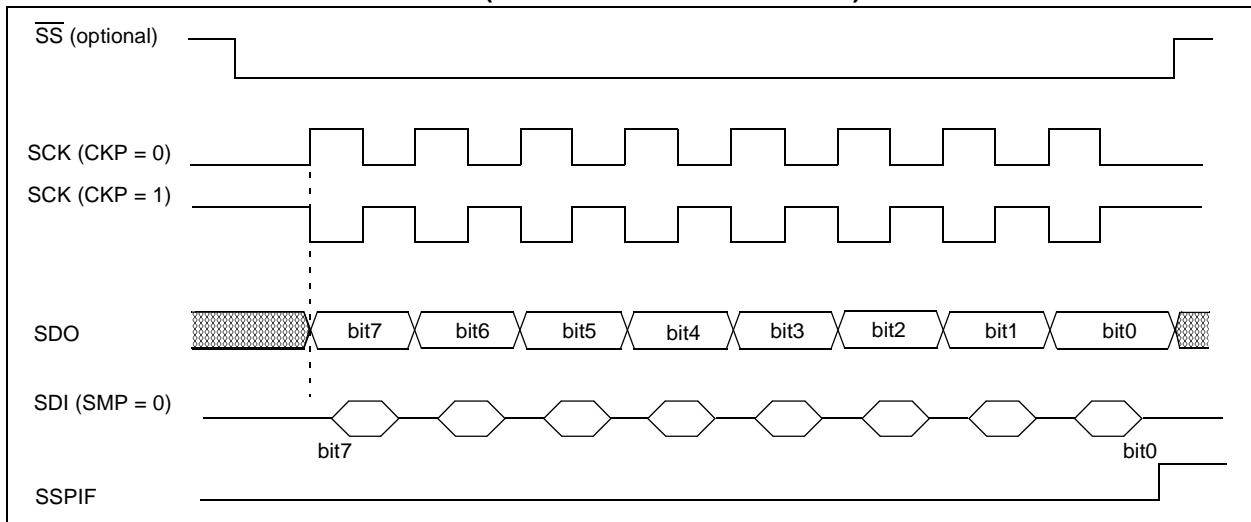 SS (optional)
SCK (CKP = 0)
SCK (CKP = 1)
SDO
bit7 bit6 bit5 bit4 bit3 bit2 bit1 bit0
SDI (SMP = 0)
bit7 bit0
SSPIF